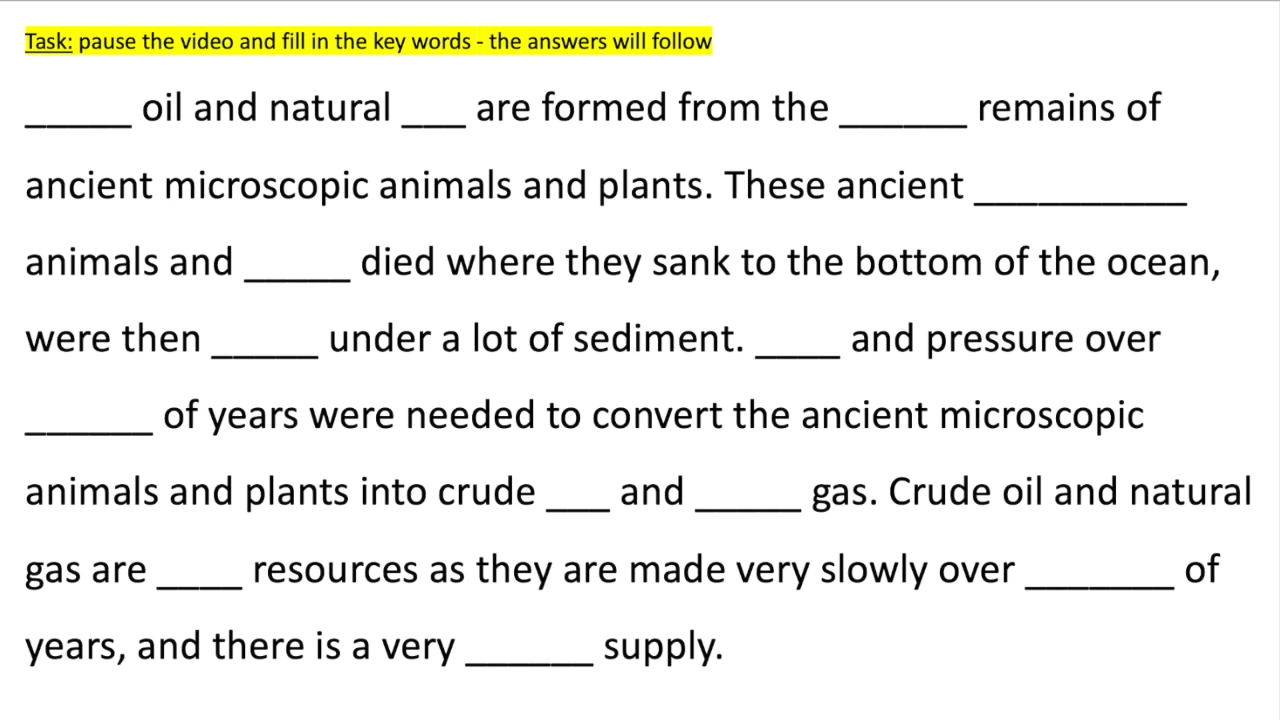 Task: pause the video and fill in the key words - the answers will follow
_____ oil and natural ___ are formed from the ______ remains of
ancient microscopic animals and plants. These ancient __________
animals and _____ died where they sank to the bottom of the ocean,
were then _____ under a lot of sediment. ____ and pressure over
______ of years were needed to convert the ancient microscopic
animals and plants into crude ___ and _____ gas. Crude oil and natural
gas are ____ resources as they are made very slowly over _______ of
years, and there is a very ______ supply.